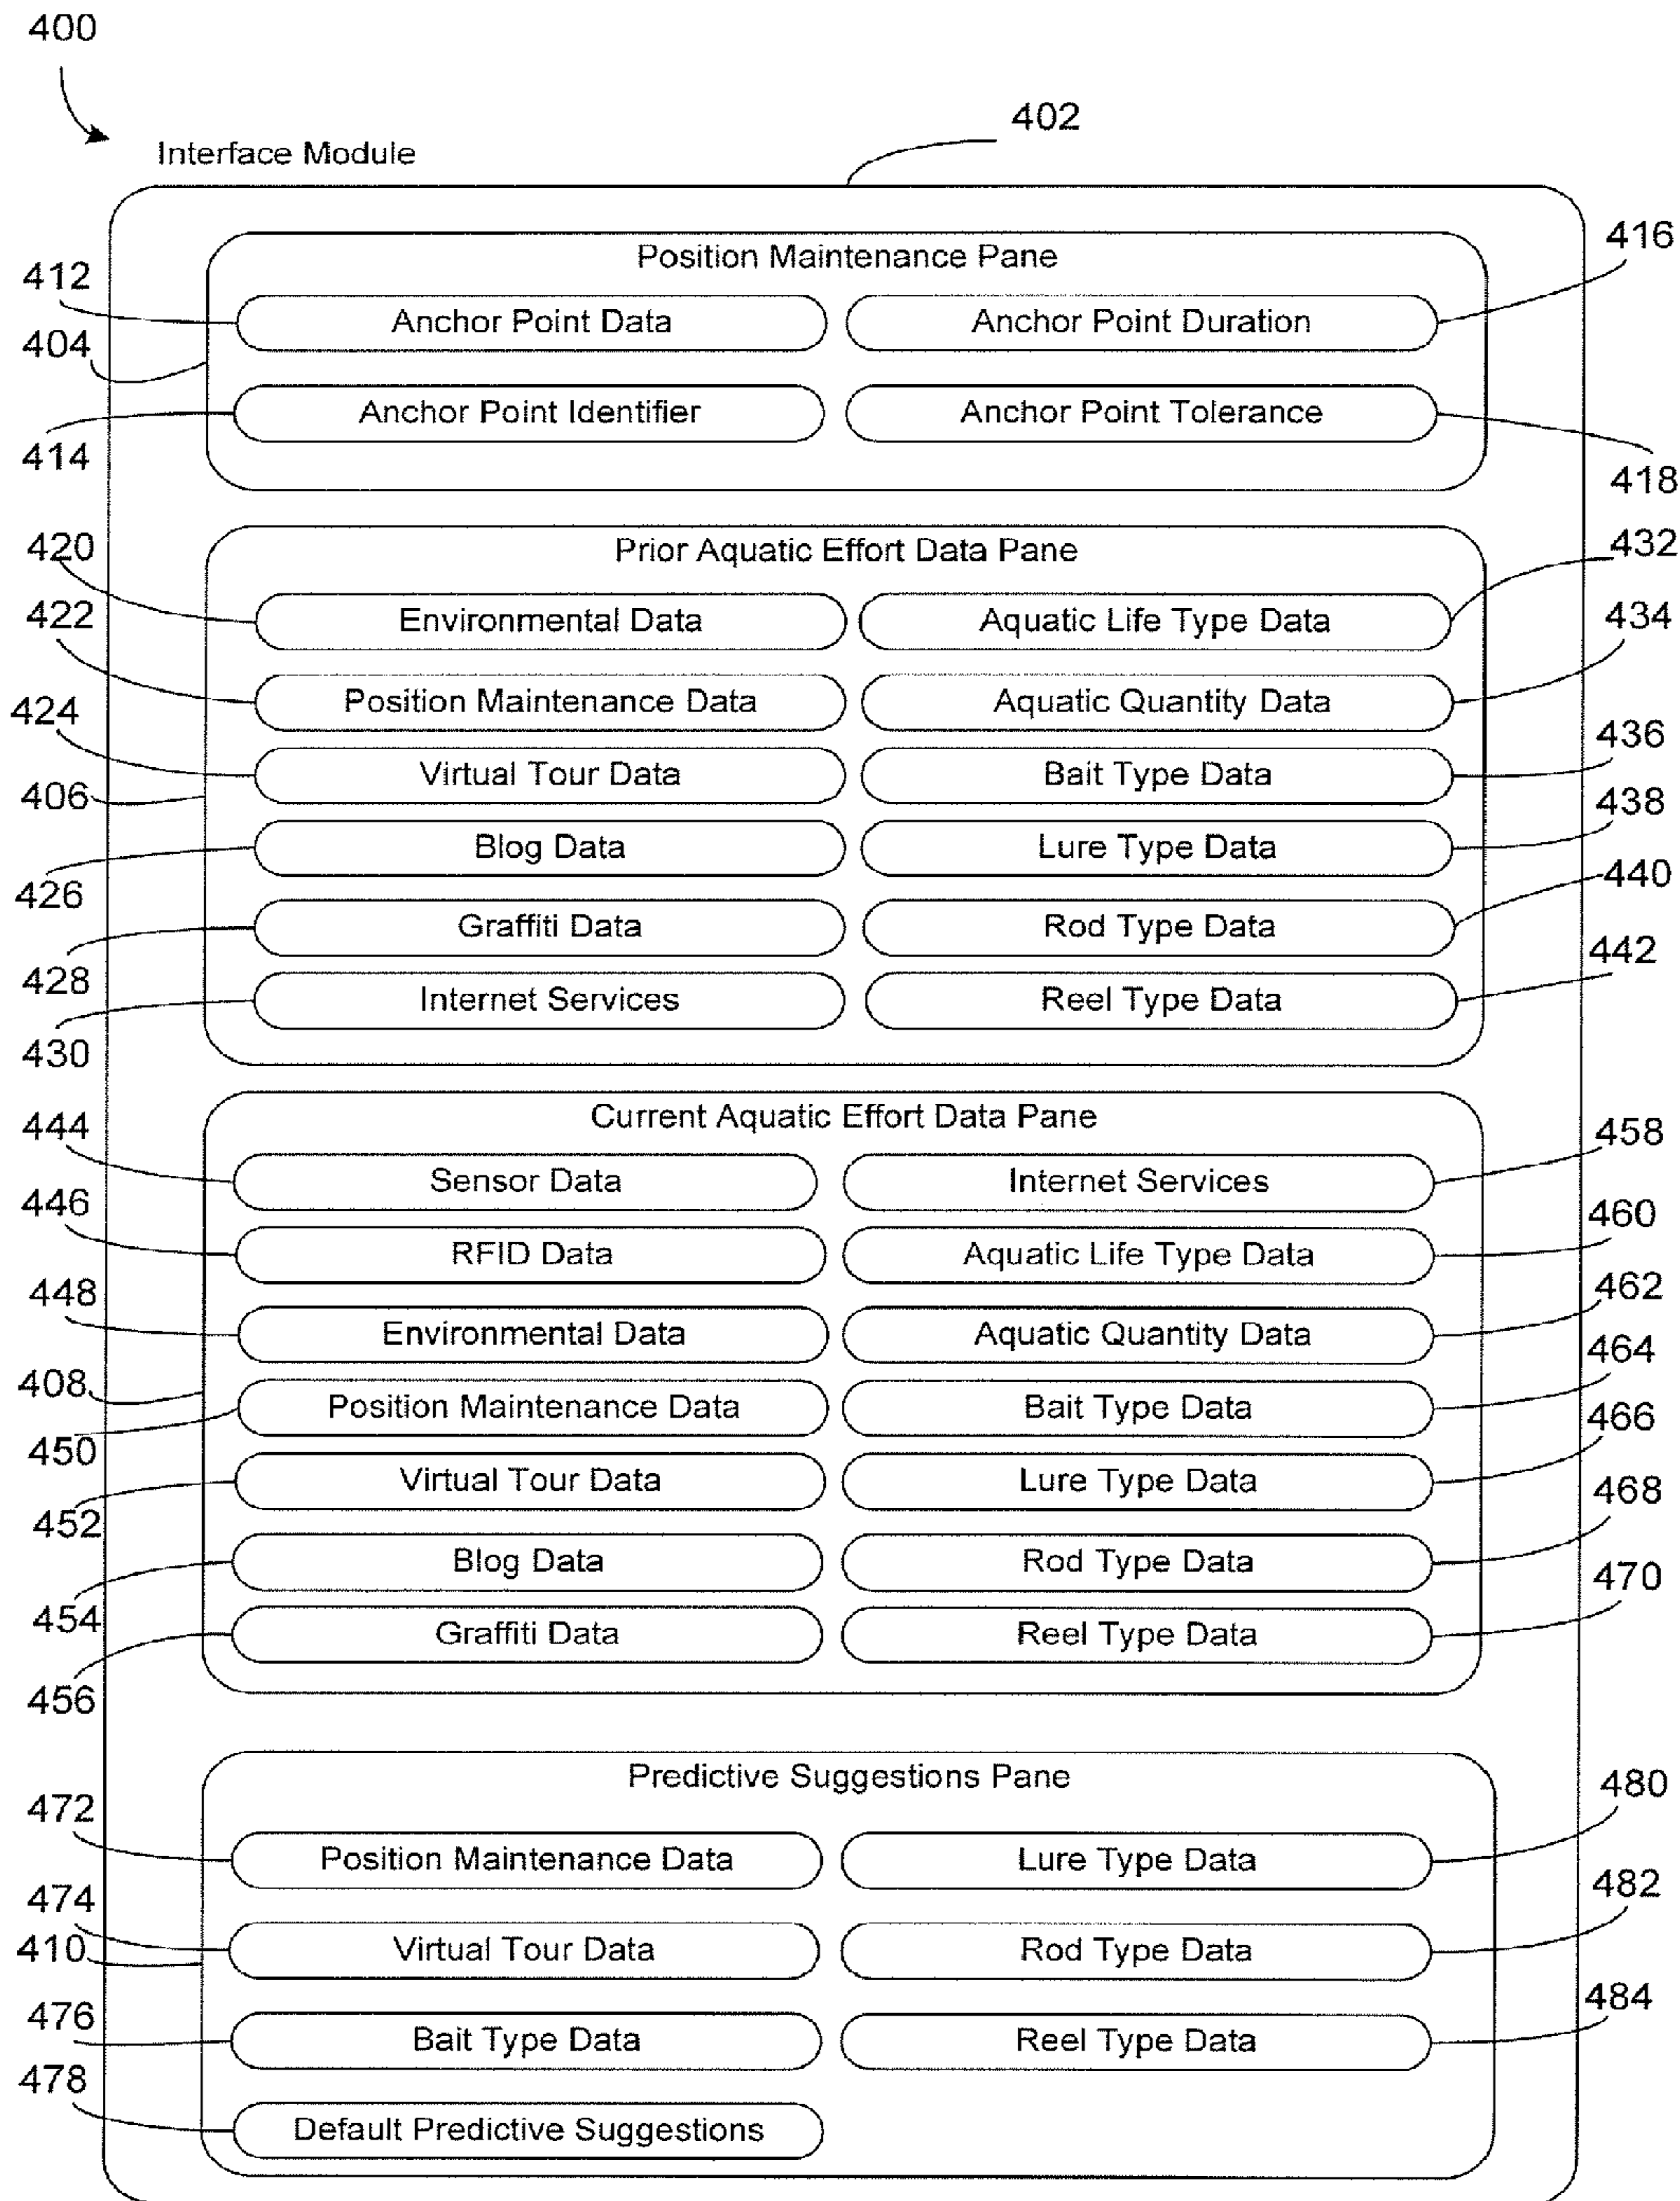 400
402
Interface Module
Position Maintenance Pane
416
412
Anchor Point Data
Anchor Point Duration
404
Anchor Point Identifier
Anchor Point Tolerance
414
418
420
Prior Aquatic Effort Data Pane
432
Environmental Data
Aquatic Life Type Data
422
434
Position Maintenance Data
Aquatic Quantity Data
424
436
Virtual Tour Data
Bait Type Data
406
438
Blog Data
Lure Type Data
426
440
Graffiti Data
Rod Type Data
428
442
Internet Services
Reel Type Data
430
Current Aquatic Effort Data Pane
444
458
Sensor Data
Internet Services
446
460
RFID Data
Aquatic Life Type Data
448
462
Environmental Data
Aquatic Quantity Data
464
408
Position Maintenance Data
Bait Type Data
450
466
Virtual Tour Data
Lure Type Data
452
468
Blog Data
Rod Type Data
454
470
Graffiti Data
Reel Type Data
456
Predictive Suggestions Pane
472
480
Position Maintenance Data
Lure Type Data
474
482
410
Virtual Tour Data
Rod Type Data
476
484
Bait Type Data
Reel Type Data
478
Default Predictive Suggestions